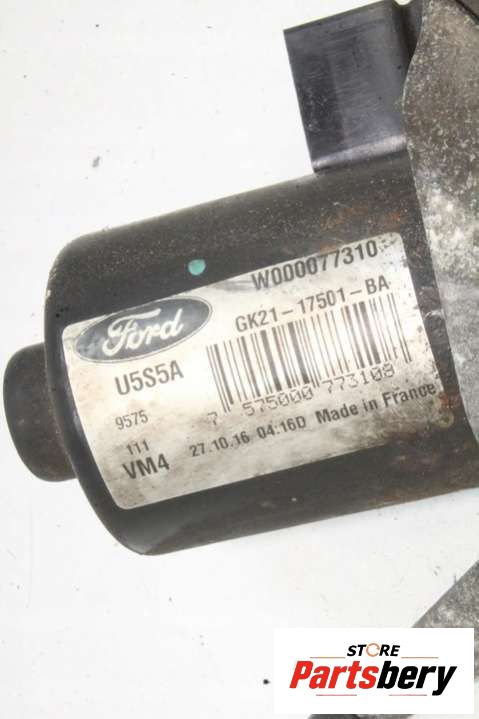 W000077310
Ford
GK21-17501-BA
U5S5A
9575
7 575000 773108
111
27.10.16 04:16D Made in France
VM4
STORE
Partsbery